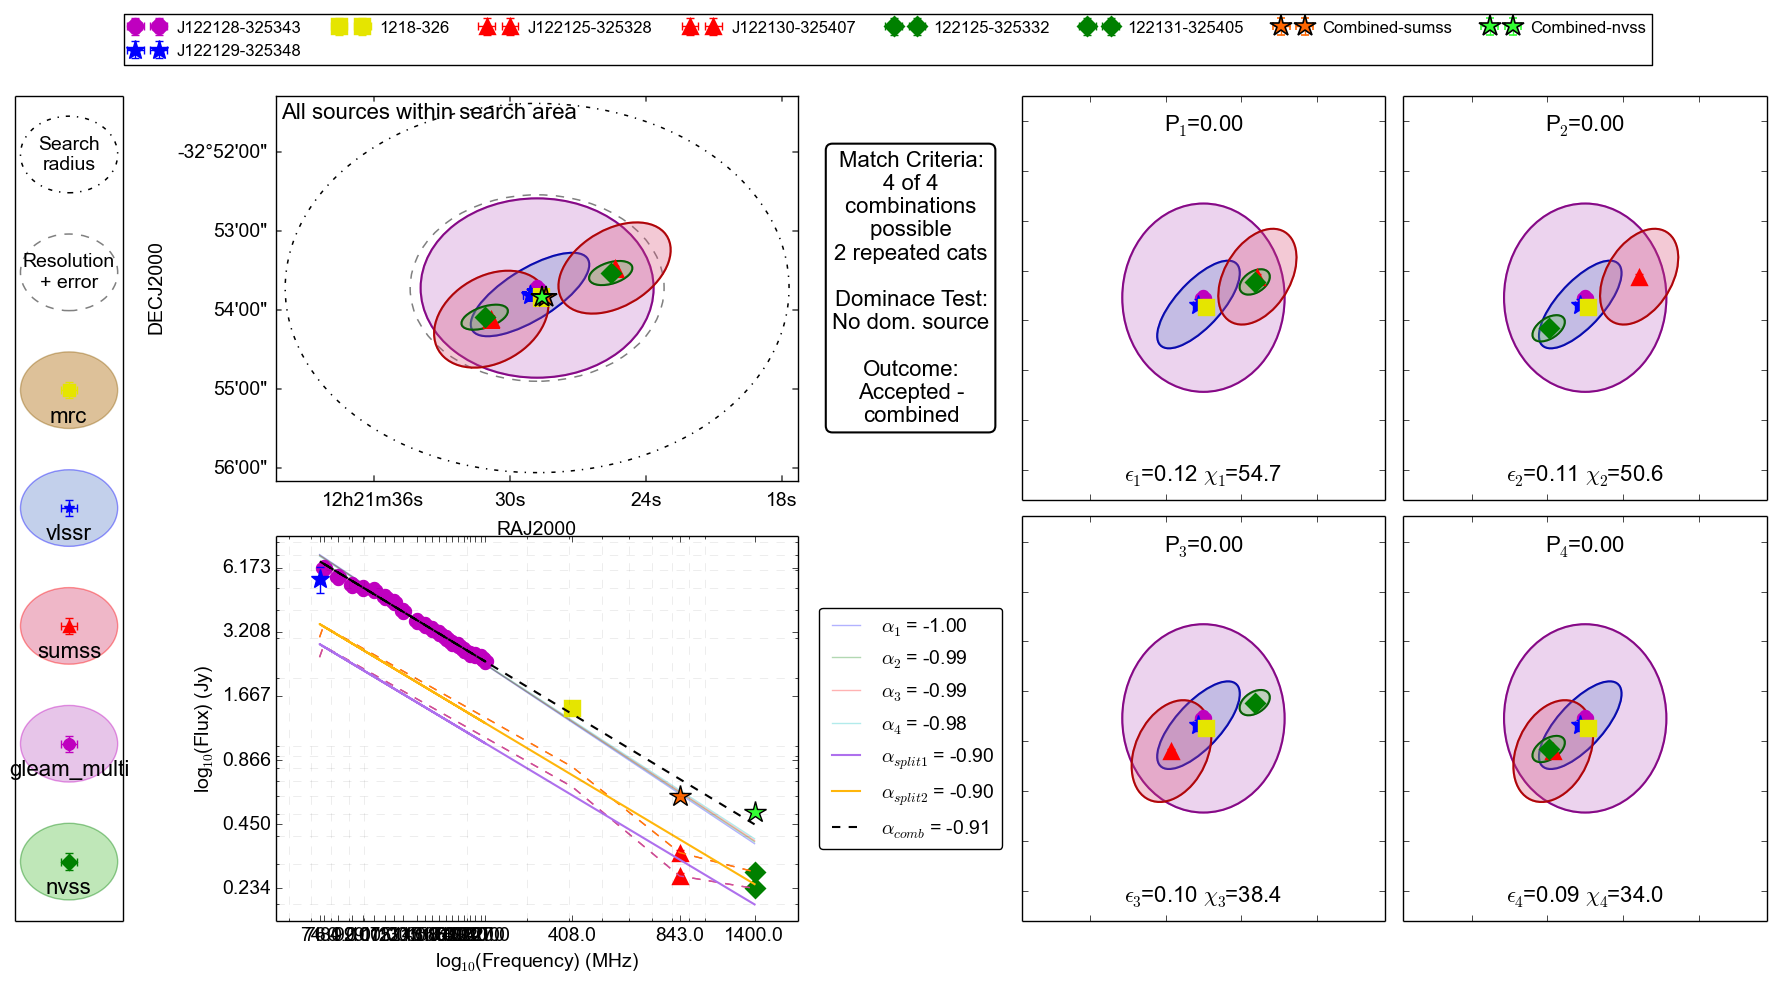 J122128-325343 1218-326 J122125-325328 J122130-325407 122125-325332 122131-325405 Combined-sumss Combined-nvss
J122129-325348
Search
radius
Resolution
+ error
mrc
vlssr
sumss
gleam_multi
nvss
All sources within search area
DECJ2000
-32°52'00"
53'00"
54'00"
55'00"
56'00"
12h21m36s 30s 24s 18s
RAJ2000
Match Criteria:
4 of 4
combinations
possible
2 repeated cats
Dominace Test:
No dom. source
Outcome:
Accepted -
combined
P₁=0.00
ϵ₁=0.12 χ₁=54.7
P₂=0.00
ϵ₂=0.11 χ₂=50.6
log₁₀(Flux) (Jy)
6.173
3.208
1.667
0.866
0.450
0.234
408.0 843.0 1400.0
log₁₀(Frequency) (MHz)
α₁ = -1.00
α₂ = -0.99
α₃ = -0.99
α₄ = -0.98
αsplit1 = -0.90
αsplit2 = -0.90
αcomb = -0.91
P₃=0.00
ϵ₃=0.10 χ₃=38.4
P₄=0.00
ϵ₄=0.09 χ₄=34.0